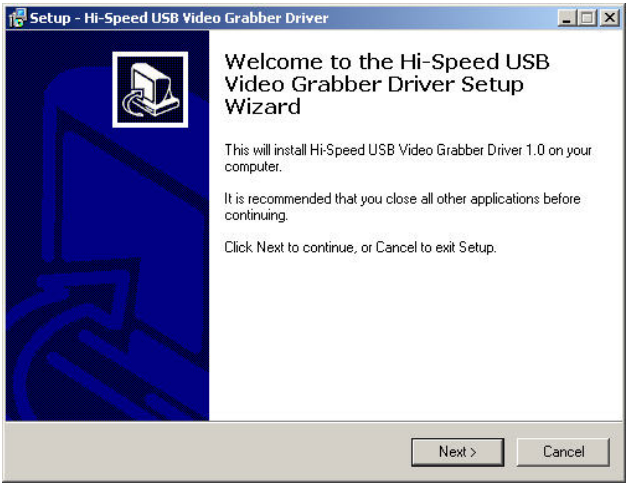 Setup - Hi-Speed USB Video Grabber Driver
Welcome to the Hi-Speed USB
Video Grabber Driver Setup
Wizard
This will install Hi-Speed USB Video Grabber Driver 1.0 on your
computer.
It is recommended that you close all other applications before
continuing.
Click Next to continue, or Cancel to exit Setup.
Next >
Cancel